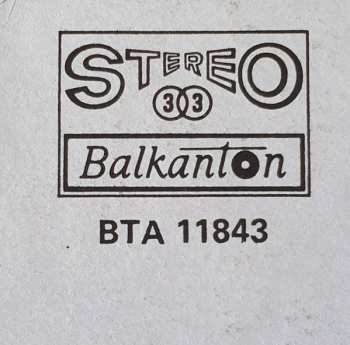 STEREO
33
Balkanton
BTA 11843